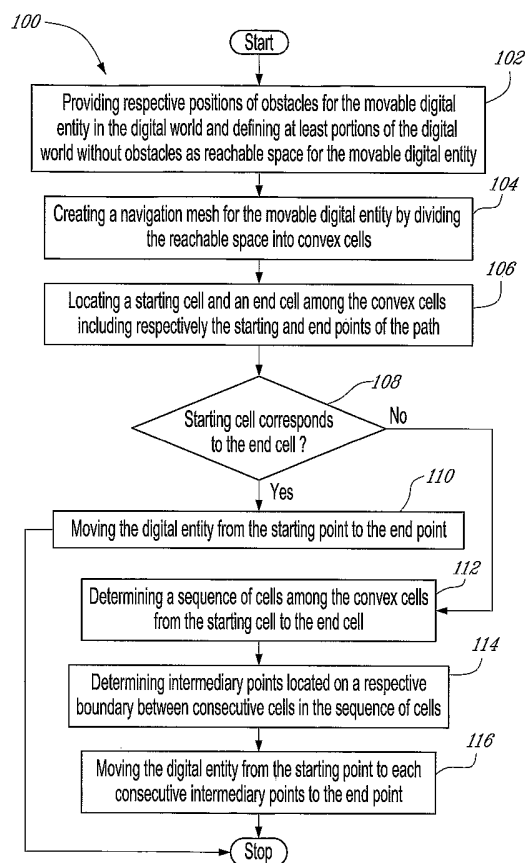 100
Start
102
Providing respective positions of obstacles for the movable digital
entity in the digital world and defining at least portions of the digital
world without obstacles as reachable space for the movable digital entity
104
Creating a navigation mesh for the movable digital entity by dividing
the reachable space into convex cells
106
Locating a starting cell and an end cell among the convex cells
including respectively the starting and end points of the path
108
Starting cell corresponds
to the end cell ?
No
Yes
110
Moving the digital entity from the starting point to the end point
112
Determining a sequence of cells among the convex cells
from the starting cell to the end cell
114
Determining intermediary points located on a respective
boundary between consecutive cells in the sequence of cells
116
Moving the digital entity from the starting point to each
consecutive intermediary points to the end point
Stop